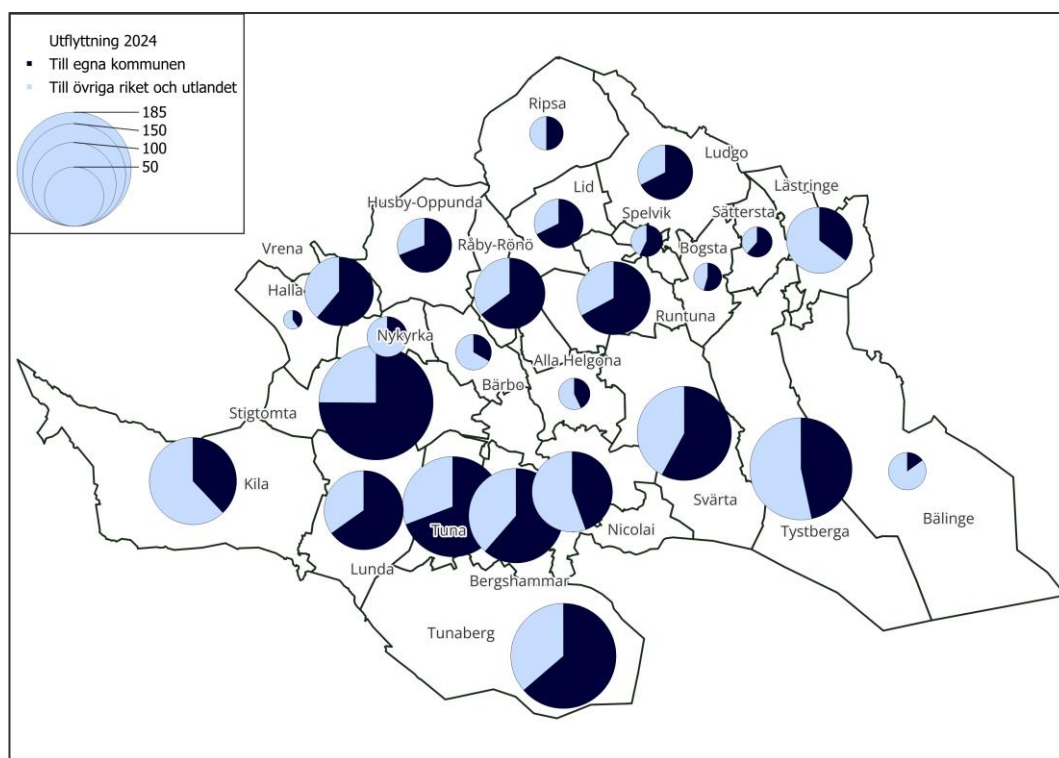 Utflyttning 2024
Till egna kommunen
Till övriga riket och utlandet
185
150
100
50
Ripsa
Ludgo
Lid
Lästringe
Husby-Oppunda
Spelvik
Sättersta
Vrena
Råby-Rönö
Bogsta
Halla
Runtuna
Nykyrka
Alla Helgona
Bärbo
Stigtomta
Kila
Svärta
Bälinge
Tuna
Nicolai
Tystberga
Lunda
Bergshammar
Tunaberg